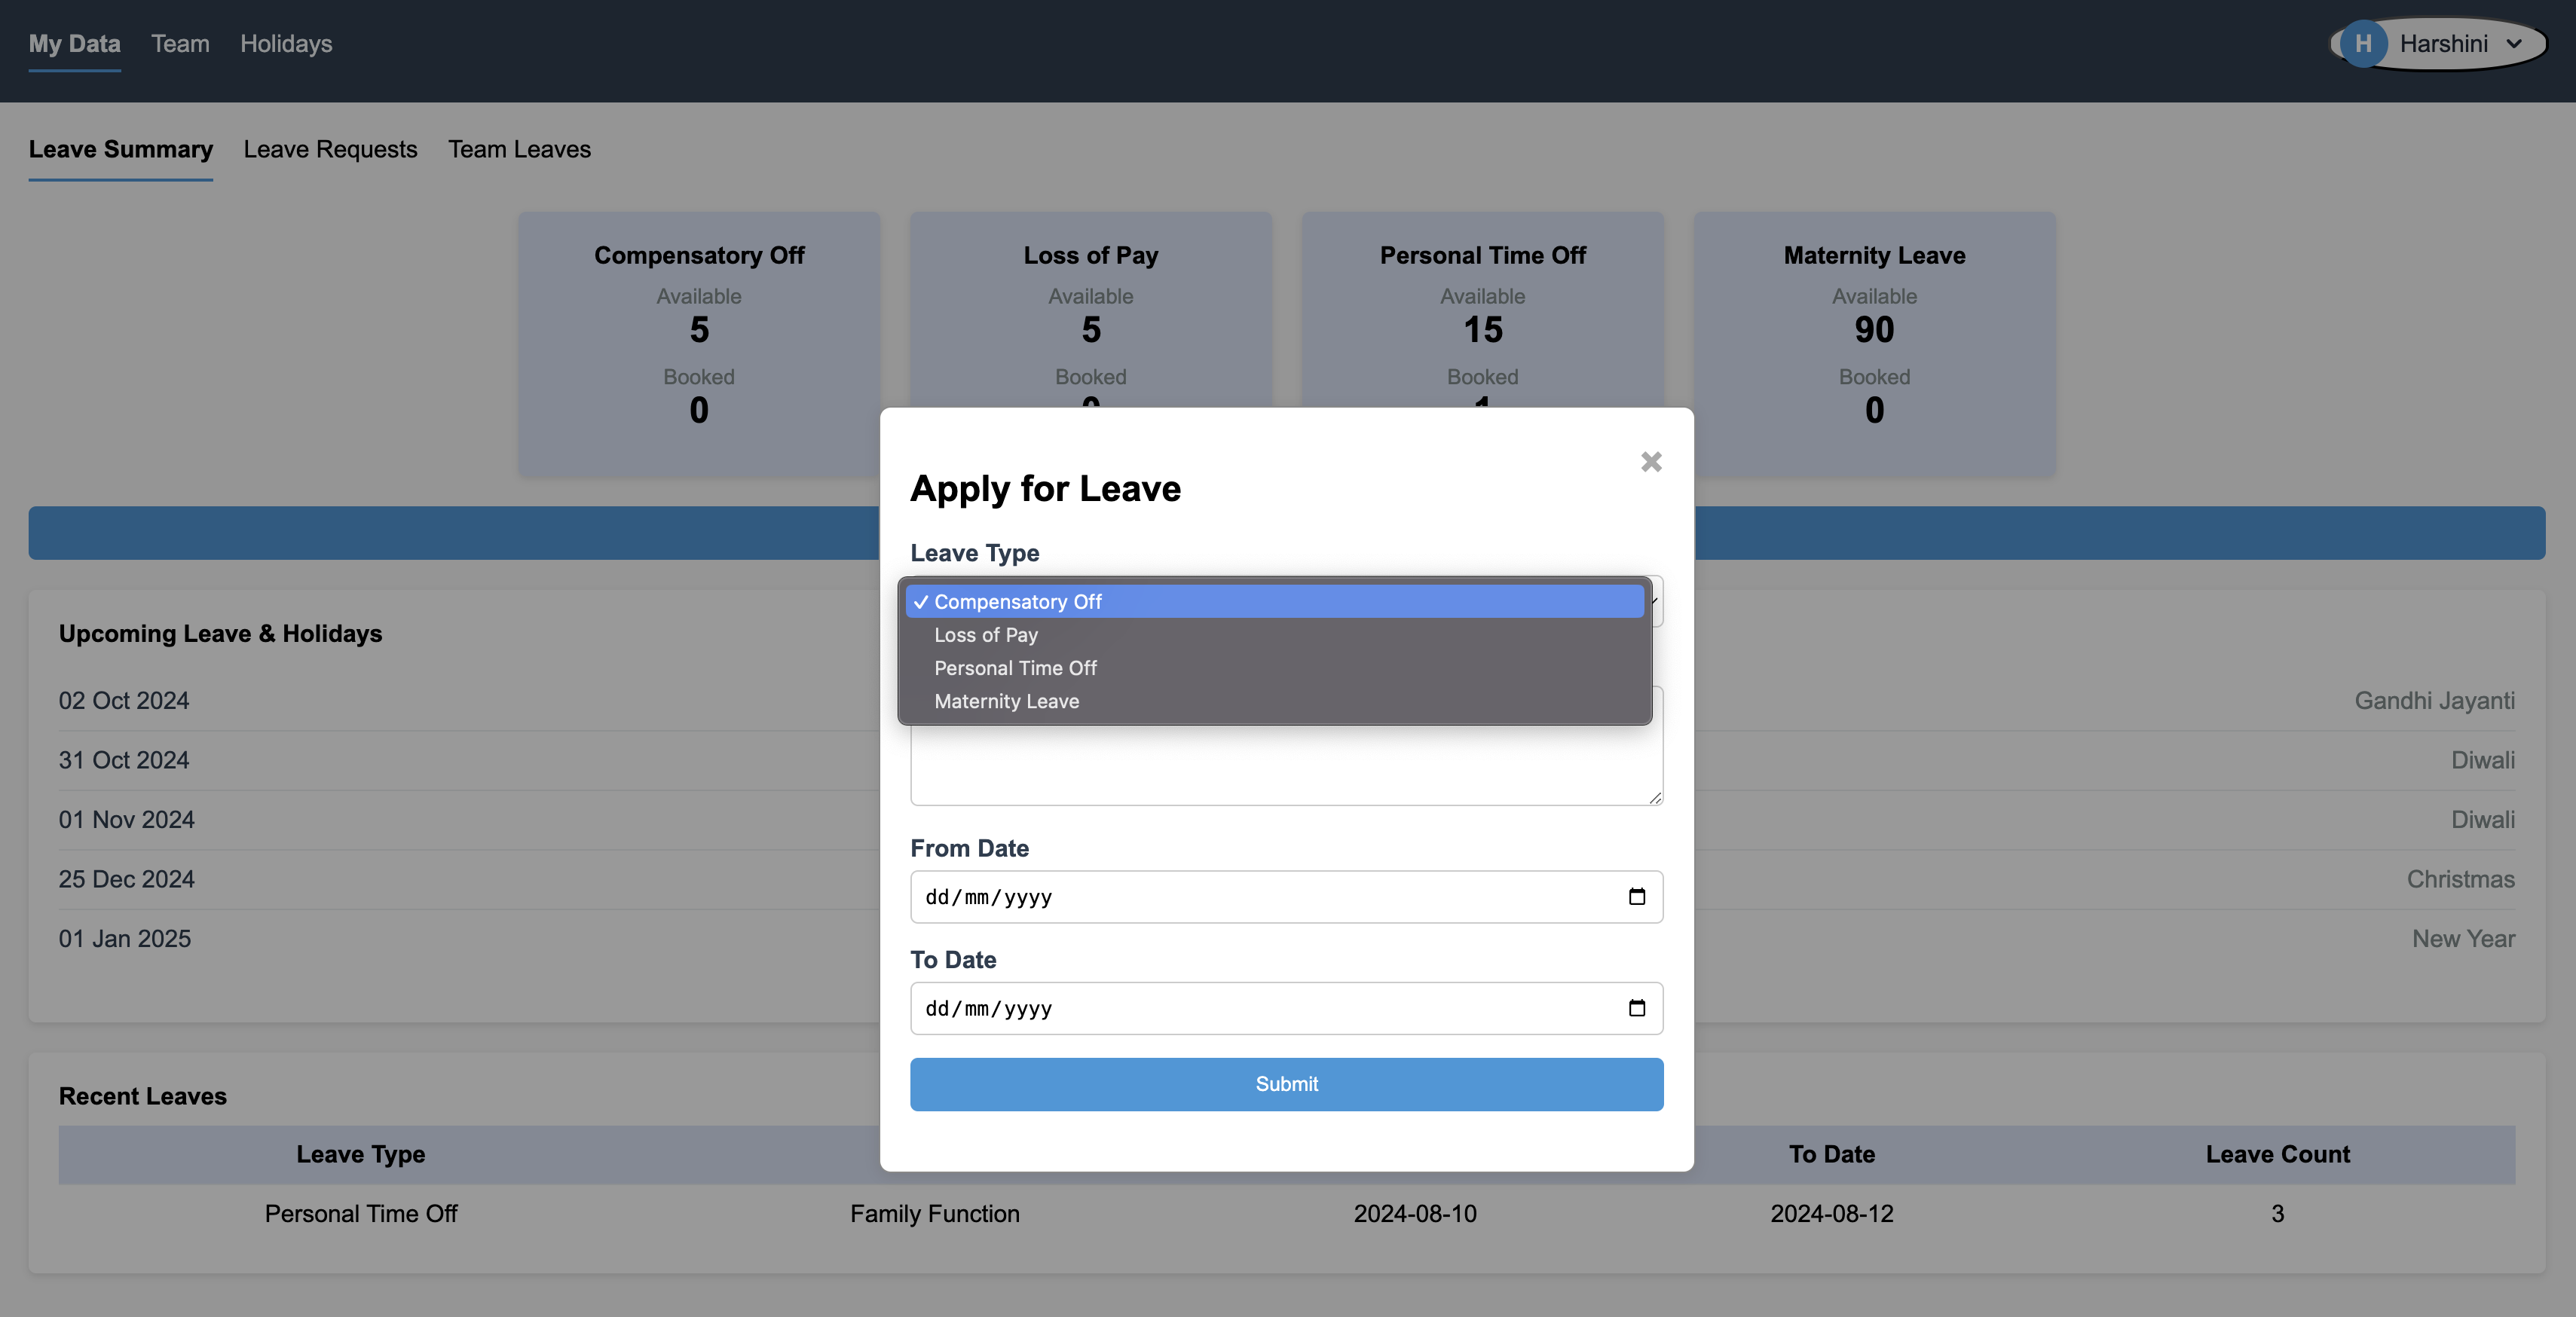 My Data Team Holidays
H Harshini
Leave Summary Leave Requests Team Leaves
Compensatory Off
Available
5
Booked
0
Loss of Pay
Available
5
Booked
Personal Time Off
Available
15
Booked
Maternity Leave
Available
90
Booked
0
Apply for Leave
Leave Type
Compensatory Off
Loss of Pay
Personal Time Off
Maternity Leave
From Date
dd/mm/yyyy
To Date
dd/mm/yyyy
Submit
Upcoming Leave & Holidays
02 Oct 2024 Gandhi Jayanti
31 Oct 2024 Diwali
01 Nov 2024 Diwali
25 Dec 2024 Christmas
01 Jan 2025 New Year
Recent Leaves
Leave Type To Date Leave Count
Personal Time Off Family Function 2024-08-10 2024-08-12 3